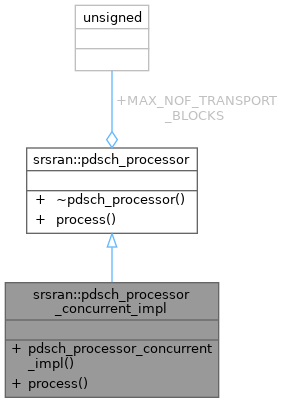 unsigned
+MAX_NOF_TRANSPORT
_BLOCKS
srsran::pdsch_processor
+ ~pdsch_processor()
+ process()
srsran::pdsch_processor
_concurrent_impl
+ pdsch_processor_concurrent
_impl()
+ process()